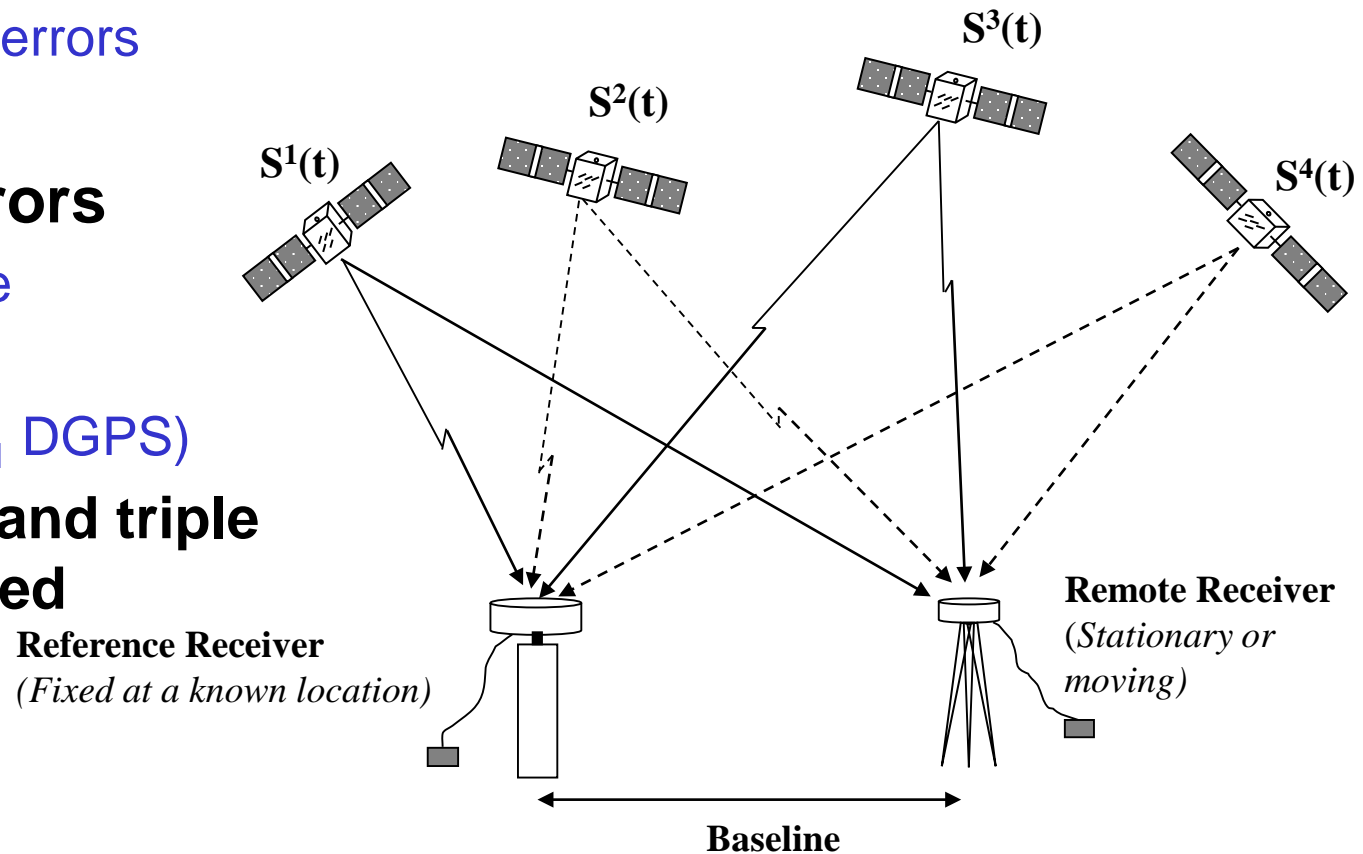 errors
rors
e
DGPS)
and triple
ed
S¹(t)
S²(t)
S³(t)
S⁴(t)
Reference Receiver
(Fixed at a known location)
Remote Receiver
(Stationary or
moving)
Baseline